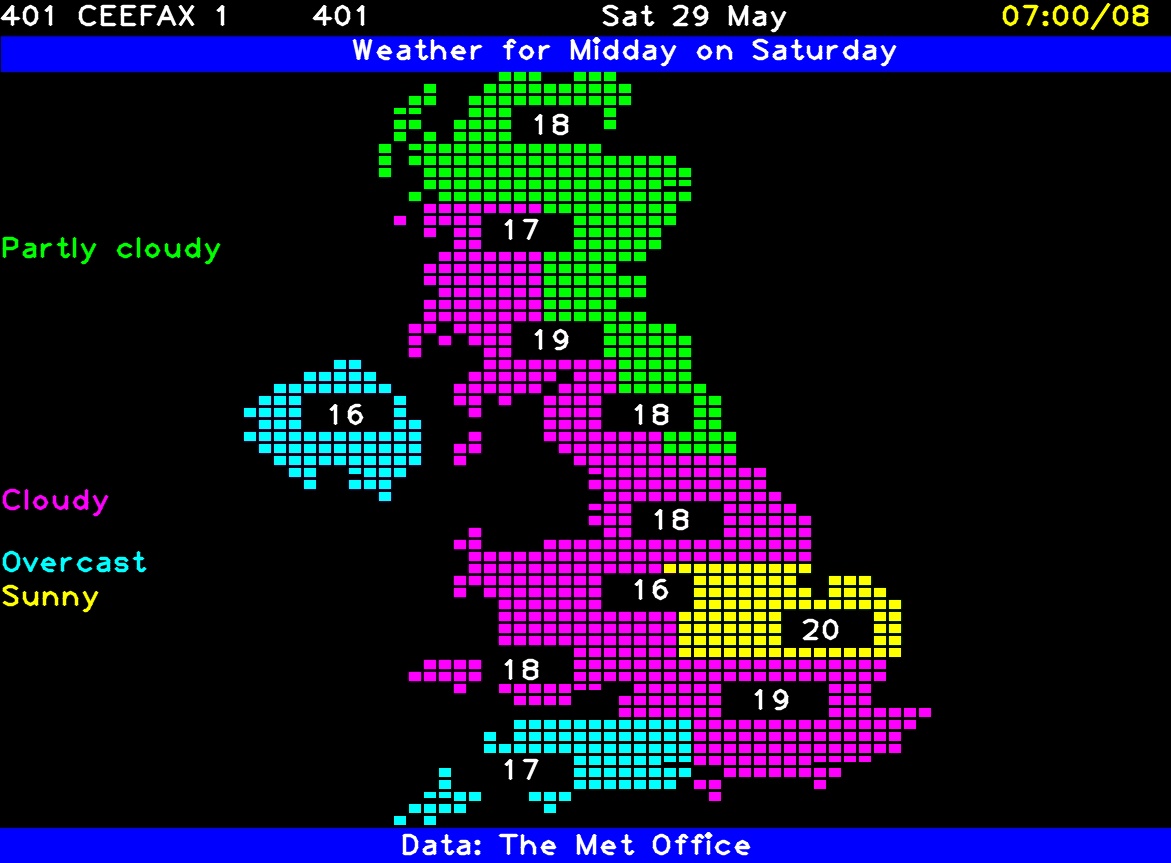 401 CEEFAX 1 401 Sat 29 May 07:00/08
Weather for Midday on Saturday
18
17
Partly cloudy
19
16
18
Cloudy
18
Overcast
16
Sunny
20
18
19
17
Data: The Met Office